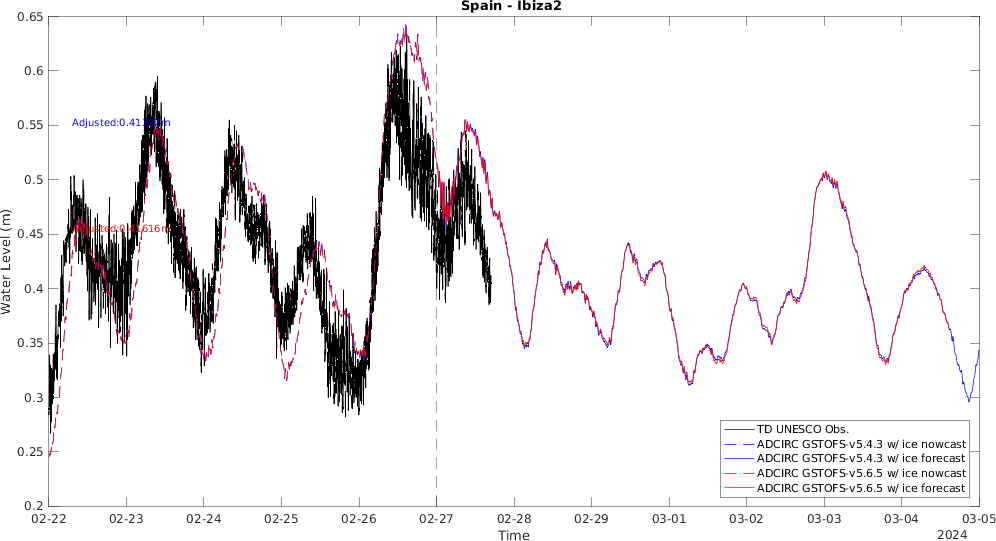 Spain - Ibiza2
Water Level (m)
0.65
0.6
0.55
0.5
0.45
0.4
0.35
0.3
0.25
0.2
TD UNESCO Obs.
ADCIRC GSTOFS-v5.4.3 w/ ice nowcast
ADCIRC GSTOFS-v5.4.3 w/ ice forecast
ADCIRC GSTOFS-v5.6.5 w/ ice nowcast
ADCIRC GSTOFS-v5.6.5 w/ ice forecast
02-22 02-23 02-24 02-25 02-26 02-27 02-28 02-29 03-01 03-02 03-03 03-04 03-05
Time
2024